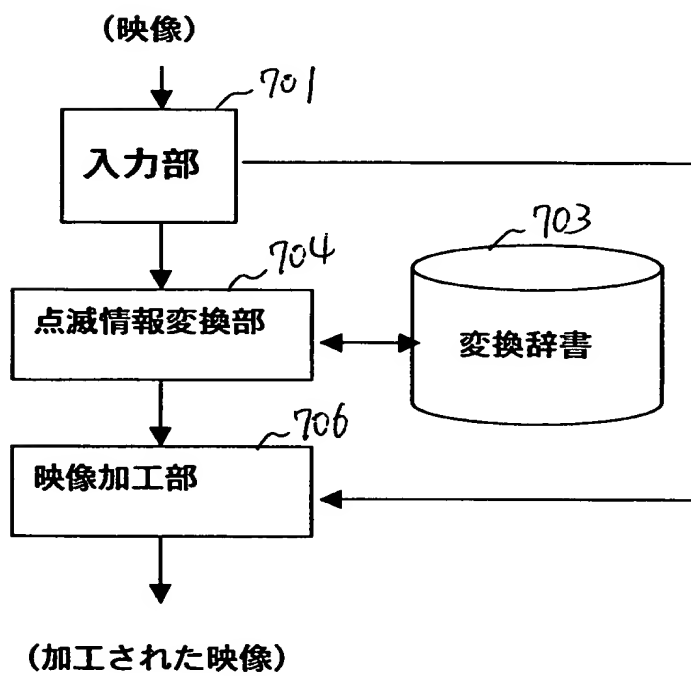 (映像)
701
入力部
703
704
点滅情報変換部
変換辞書
706
映像加工部
(加工された映像)